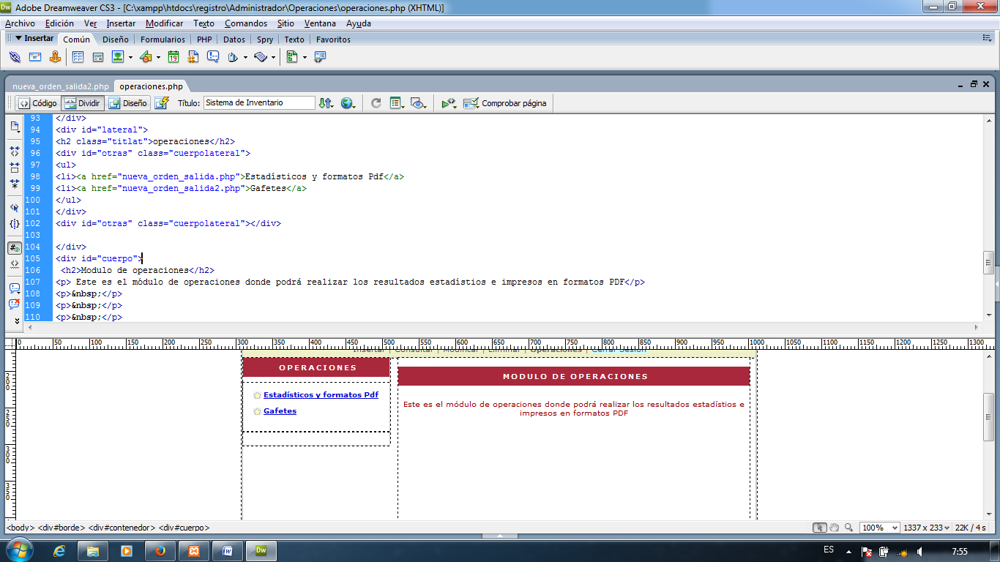 Dw Adobe Dreamweaver CS3 - [C:\xampp\htdocs\registro\Administrador\Operaciones\operaciones.php (XHTML)]
Archivo Edición Ver Insertar Modificar Texto Comandos Sitio Ventana Ayuda
Insertar Común Diseño Formularios PHP Datos Spry Texto Favoritos
19
nueva_orden_salida2.php operaciones.php
Código Dividir Diseño Título: Sistema de Inventario Comprobar página
93 </div>
94 <div id="lateral">
95 <h2 class="titlat">operaciones</h2>
96 <div id="otras" class="cuerpolateral">
97 <ul>
98 <li><a href="nueva_orden_salida.php">Estadísticos y formatos Pdf</a>
99 <li><a href="nueva_orden_salida2.php">Gafetes</a>
100 </ul>
101 </div>
102 <div id="otras" class="cuerpolateral"></div>
103
104 </div>
105 <div id="cuerpo">
106 <h2>Modulo de operaciones</h2>
107 <p> Este es el módulo de operaciones donde podrá realizar los resultados estadístios e impresos en formatos PDF</p>
108 <p>&nbsp;</p>
109 <p>&nbsp;</p>
110 <p>&nbsp;</p>
0 50 100 150 200 250 300 350 400 450 500 550 600 650 700 750 800 850 900 950 1000 1050 1100 1150 1200 1250 1300
Insertar | Consultar | Modificar | Eliminar | Operaciones | Cerrar Sesión
OPERACIONES
MODULO DE OPERACIONES
Estadísticos y formatos Pdf
Gafetes
Este es el módulo de operaciones donde podrá realizar los resultados estadístios e
impresos en formatos PDF
200
250
300
350
<body> <div#borde> <div#contenedor> <div#cuerpo> 100% 1337 x 233 22K / 4 s
W Dw ES 7:55